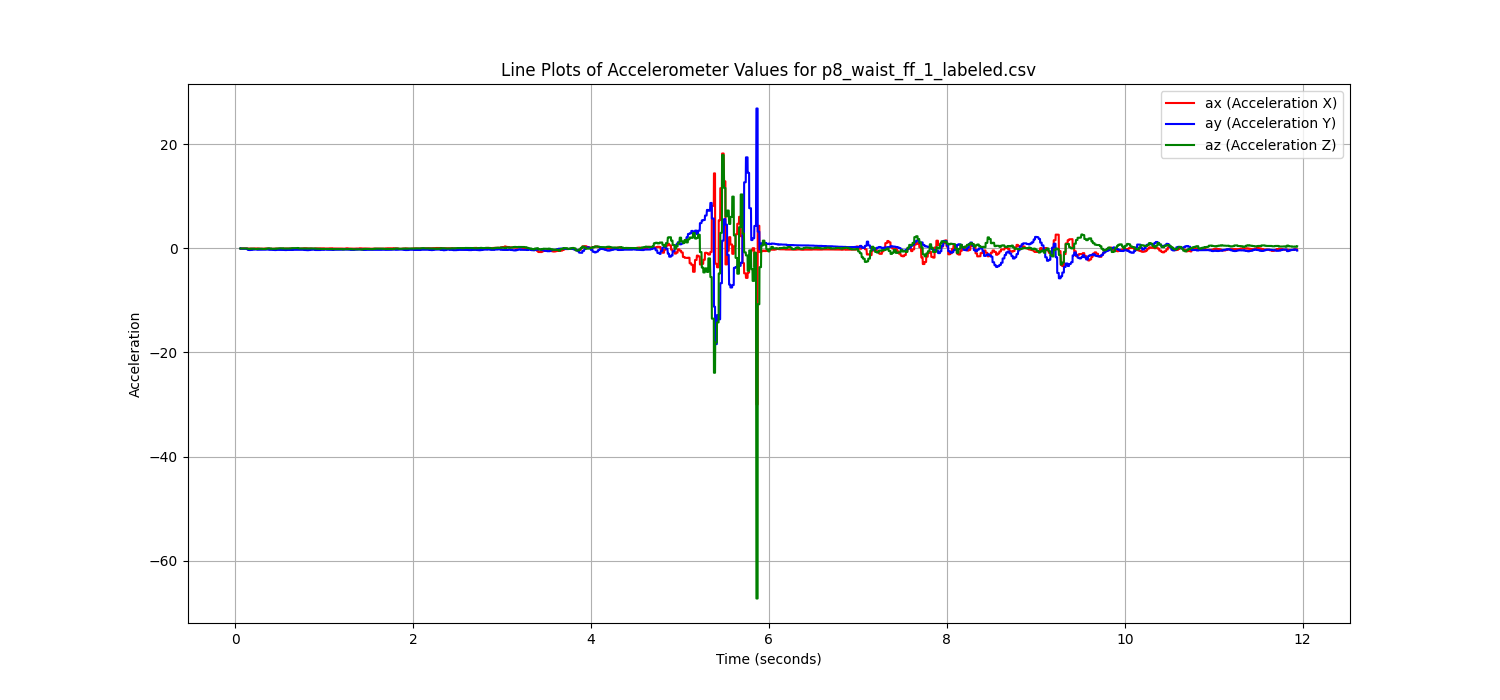 Line Plots of Accelerometer Values for p8_waist_ff_1_labeled.csv
ax (Acceleration X)
ay (Acceleration Y)
az (Acceleration Z)
20
0
−20
−40
−60
Acceleration
0 2 4 6 8 10 12
Time (seconds)